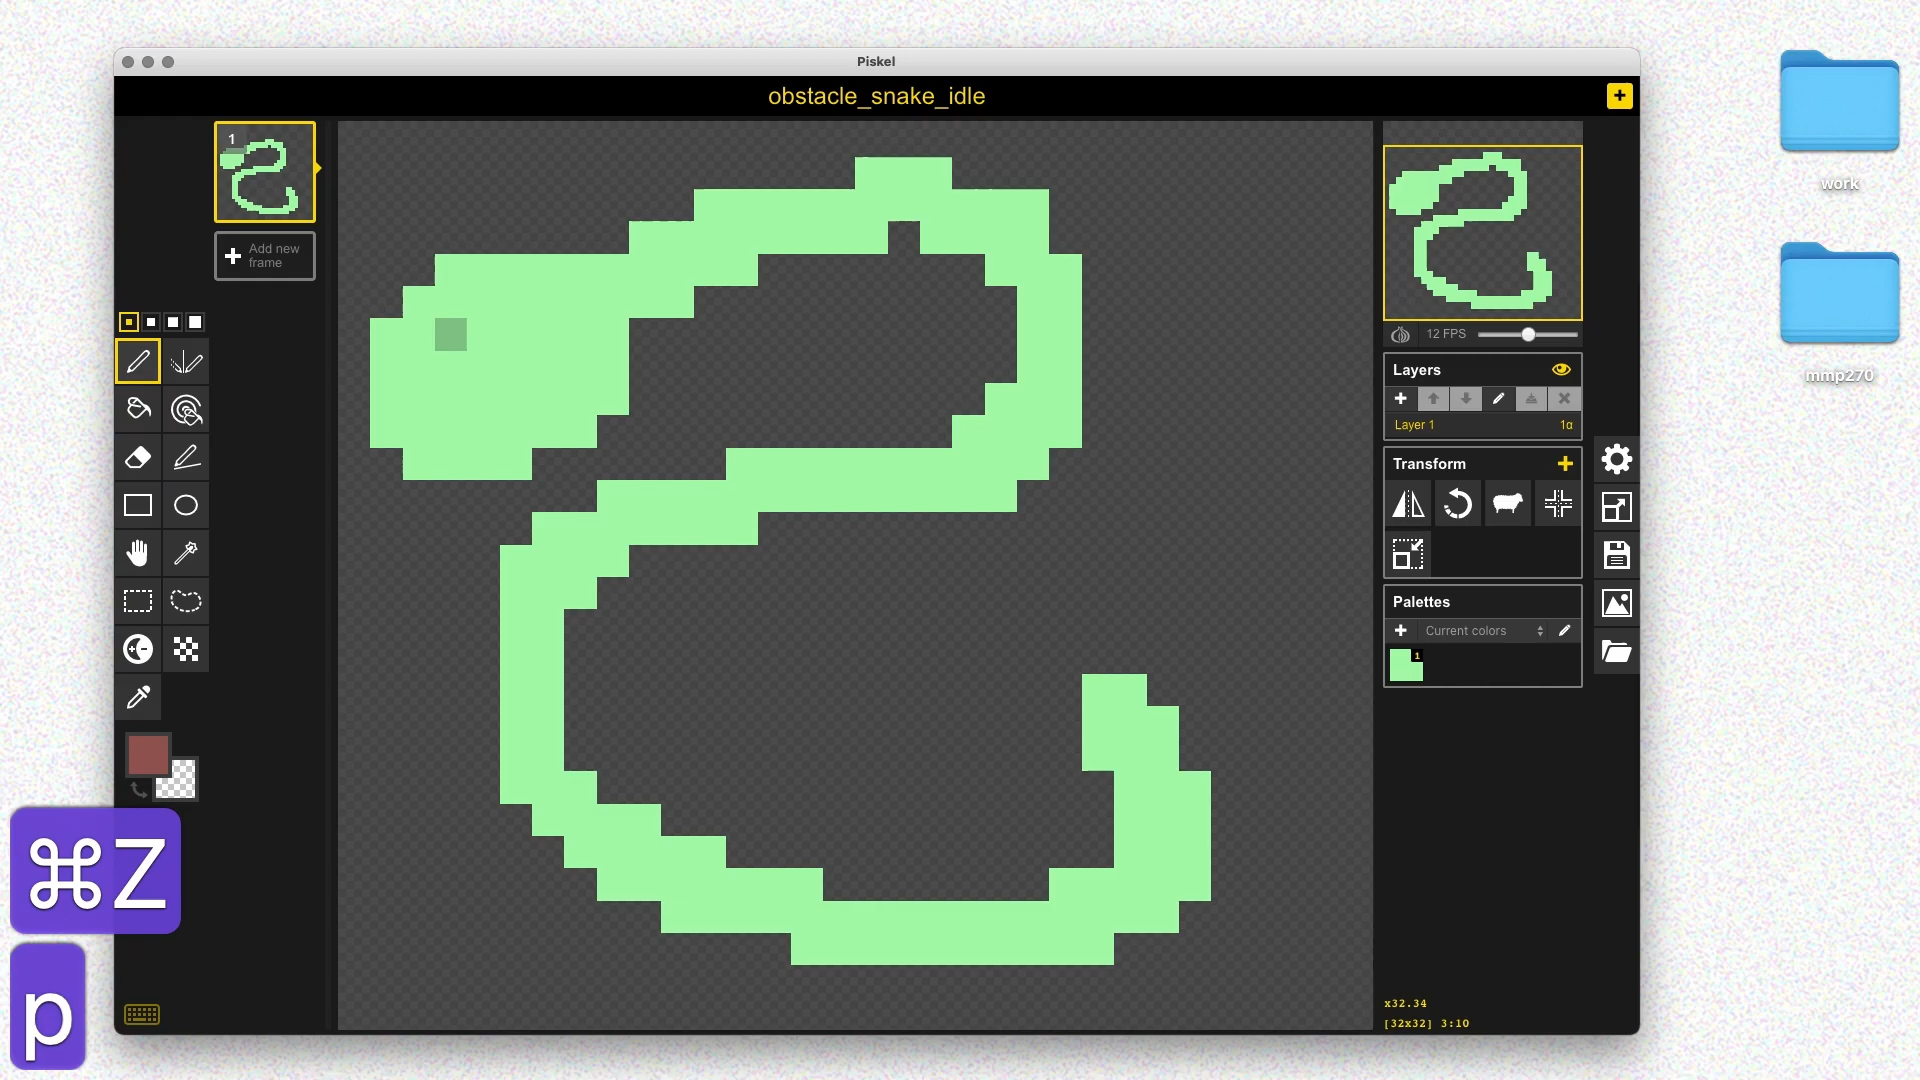 Piskel
obstacle_snake_idle
1
Add new
frame
12 FPS
Layers
Layer 1
1α
Transform
Palettes
Current colors
1
x32.34
[32x32] 3:10
work
mmp270
⌘Z
p